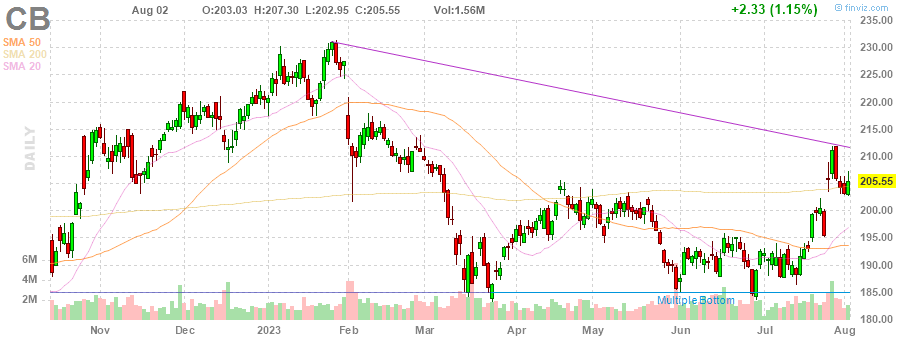 CB Aug 02 O:203.03 H:207.30 L:202.95 C:205.55 Vol:1.56M +2.33 (1.15%) © finviz.com
SMA 50
SMA 200
SMA 20
DAILY
235.00
230.00
225.00
220.00
215.00
210.00
205.55
200.00
195.00
190.00
185.00
180.00
6M
4M
2M
Multiple Bottom
Nov Dec 2023 Feb Mar Apr May Jun Jul Aug